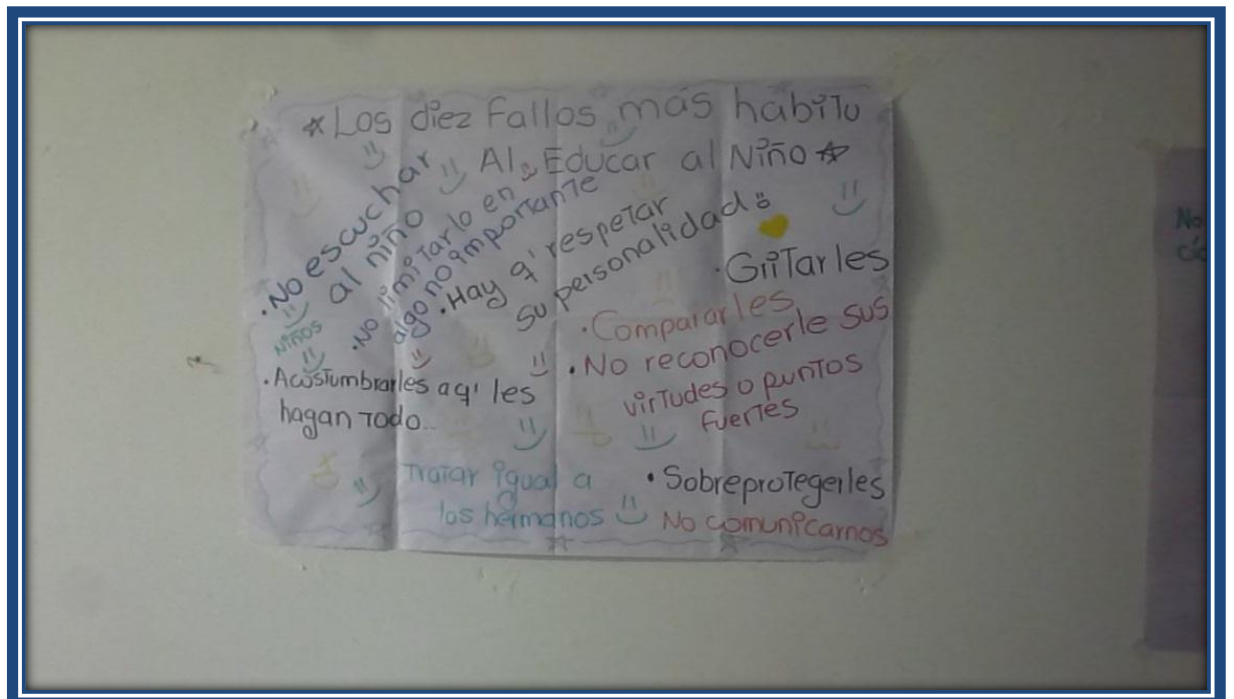 Los diez Fallos más habitu
Al Educar al Niño
• No escuchar
al niño
niños
• No limitarlo en
algo no importante
• Hay q' respetar
su personalidad
• Gritarles
• Compararles
• No reconocerle sus
virtudes o puntos
fuertes
• Acostumbrarles a q' les
hagan todo..
Tratar igual a
los hermanos
• Sobreprotegerles
No comunicarnos
No